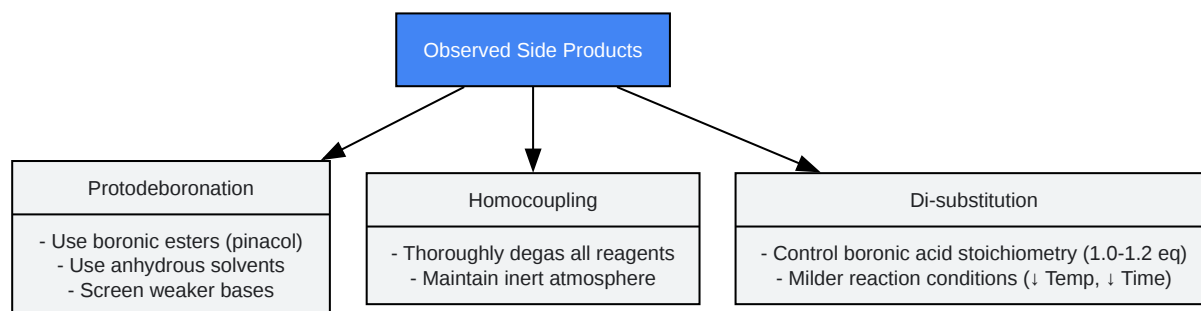 Observed Side Products
Protodeboronation
- Use boronic esters (pinacol)
- Use anhydrous solvents
- Screen weaker bases
Homocoupling
- Thoroughly degas all reagents
- Maintain inert atmosphere
Di-substitution
- Control boronic acid stoichiometry (1.0-1.2 eq)
- Milder reaction conditions (↓ Temp, ↓ Time)